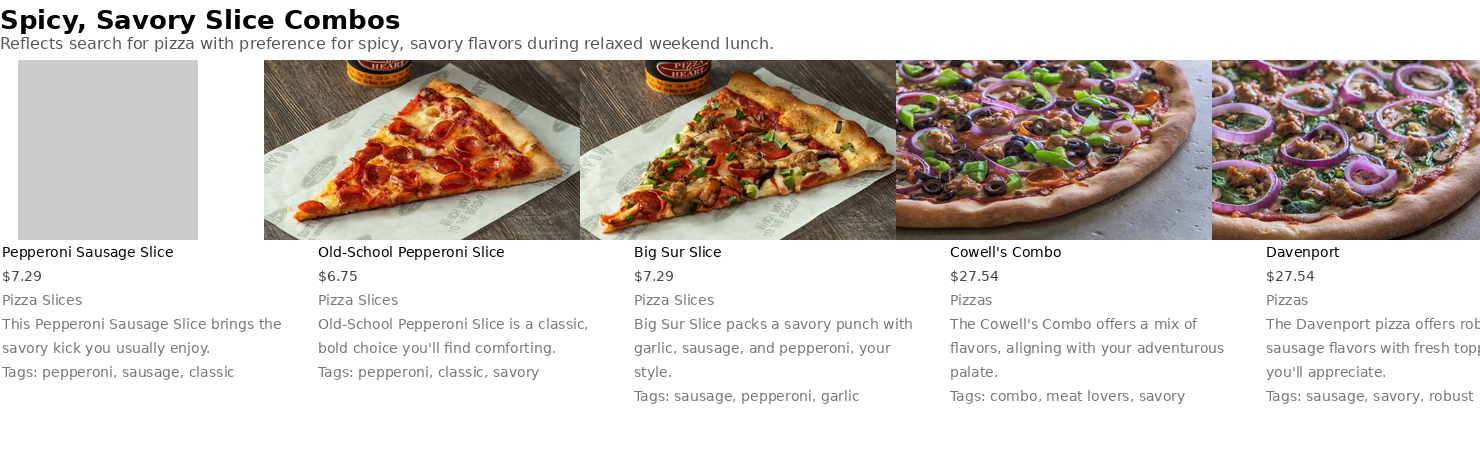 Spicy, Savory Slice Combos
Reflects search for pizza with preference for spicy, savory flavors during relaxed weekend lunch.
PIZZA
HEART
PIZZA
HEART
Pepperoni Sausage Slice
$7.29
Pizza Slices
This Pepperoni Sausage Slice brings the
savory kick you usually enjoy.
Tags: pepperoni, sausage, classic
Old-School Pepperoni Slice
$6.75
Pizza Slices
Old-School Pepperoni Slice is a classic,
bold choice you'll find comforting.
Tags: pepperoni, classic, savory
Big Sur Slice
$7.29
Pizza Slices
Big Sur Slice packs a savory punch with
garlic, sausage, and pepperoni, your
style.
Tags: sausage, pepperoni, garlic
Cowell's Combo
$27.54
Pizzas
The Cowell's Combo offers a mix of
flavors, aligning with your adventurous
palate.
Tags: combo, meat lovers, savory
Davenport
$27.54
Pizzas
The Davenport pizza offers
sausage flavors with fresh
you'll appreciate.
Tags: sausage, savory, robust